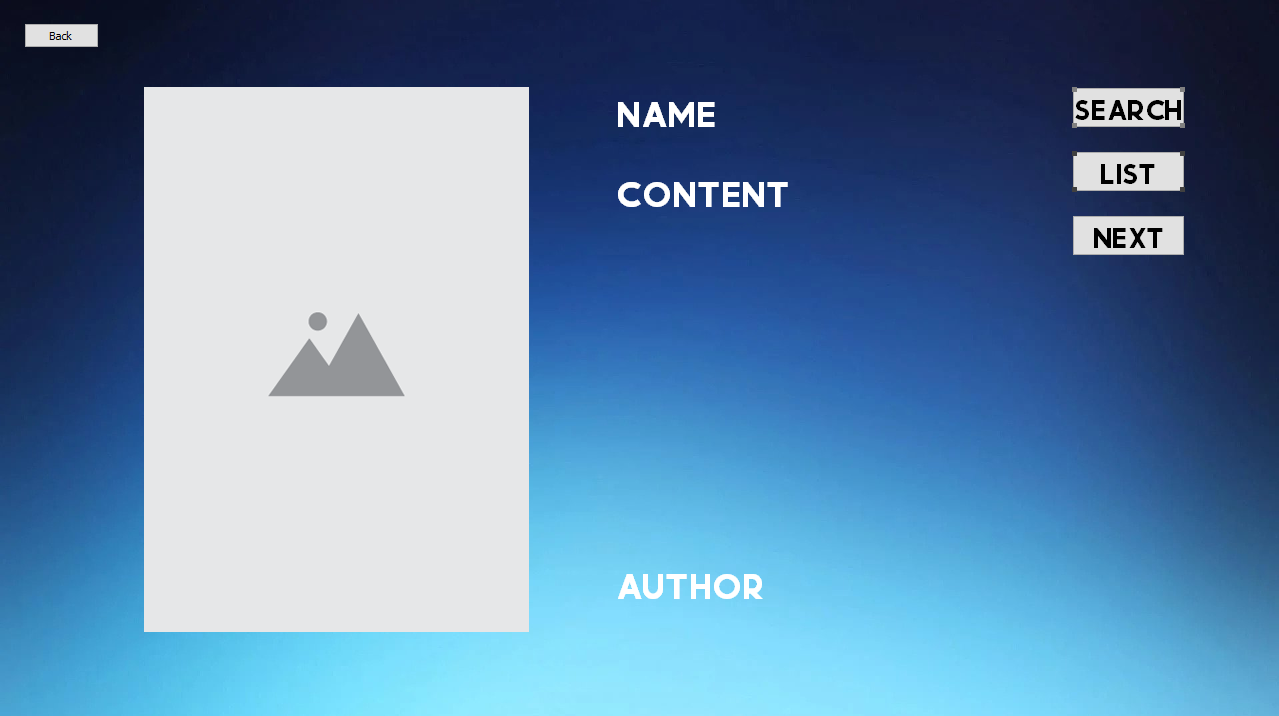 Back
NAME
CONTENT
AUTHOR
SEARCH
LIST
NEXT